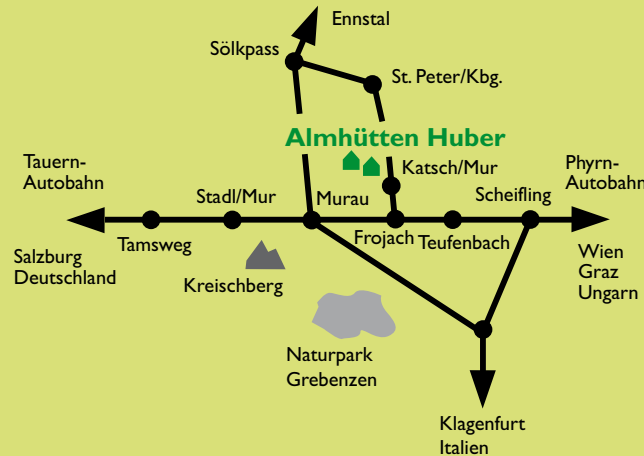 Ennstal
Sölkpass
St. Peter/Kbg.
Almhütten Huber
Tauern-
Autobahn
Katsch/Mur
Phyrn-
Autobahn
Stadl/Mur
Murau
Scheifling
Tamsweg
Frojach
Teufenbach
Salzburg
Deutschland
Kreischberg
Wien
Graz
Ungarn
Naturpark
Grebenzen
Klagenfurt
Italien